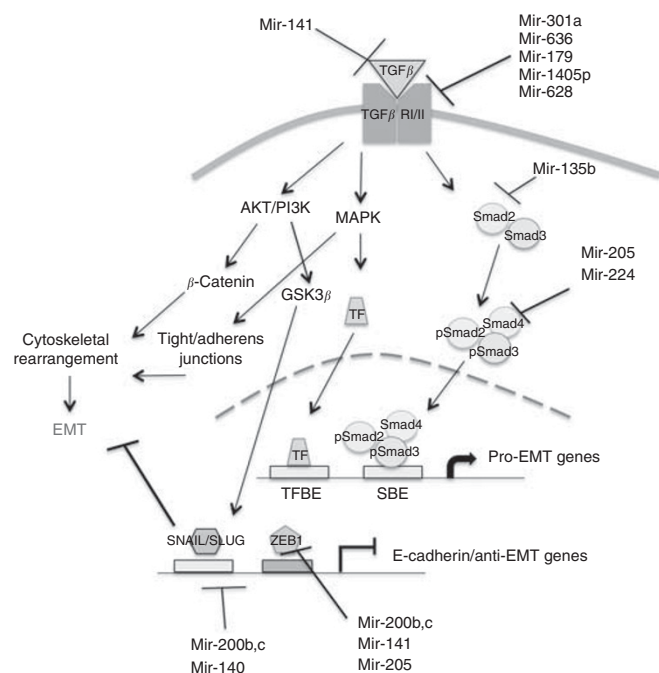 Mir-141
Mir-301a
Mir-636
Mir-179
Mir-1405p
Mir-628
TGFβ
TGFβ RI/II
Mir-135b
AKT/PI3K
MAPK
Smad2
Smad3
Mir-205
Mir-224
β-Catenin
GSK3β
TF
Smad4
pSmad2
pSmad3
Cytoskeletal
rearrangement
Tight/adherens
junctions
EMT
Smad4
pSmad2
pSmad3
TF
Pro-EMT genes
TFBE
SBE
SNAIL/SLUG
ZEB1
E-cadherin/anti-EMT genes
Mir-200b,c
Mir-140
Mir-200b,c
Mir-141
Mir-205